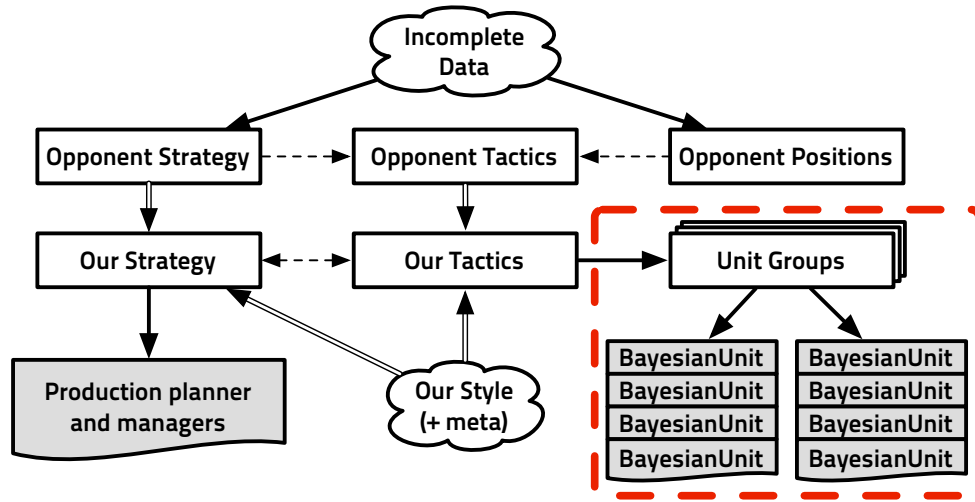 Incomplete
Data
Opponent Strategy
Opponent Tactics
Opponent Positions
Our Strategy
Our Tactics
Unit Groups
Production planner
and managers
Our Style
(+ meta)
BayesianUnit
BayesianUnit
BayesianUnit
BayesianUnit
BayesianUnit
BayesianUnit
BayesianUnit
BayesianUnit